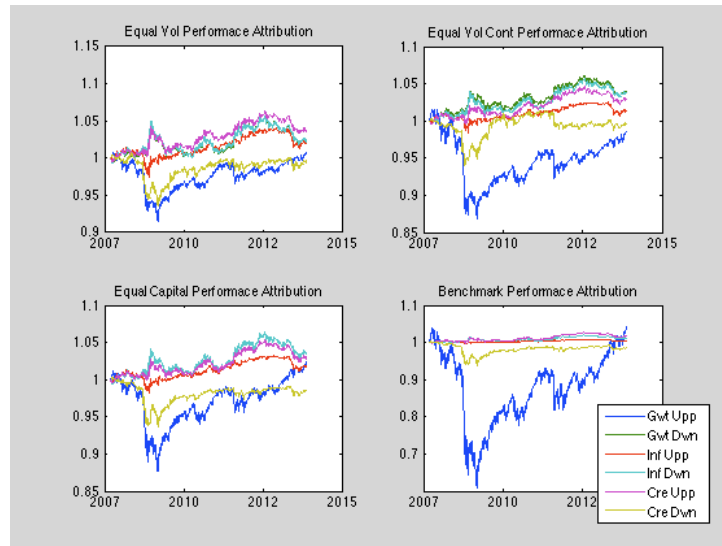 Equal Vol Performace Attribution
1.15
1.1
1.05
1
0.95
0.9
2007 2010 2012 2015
Equal Vol Cont Performace Attribution
1.1
1.05
1
0.95
0.9
0.85
2007 2010 2012 2015
Equal Capital Performace Attribution
1.1
1.05
1
0.95
0.9
0.85
2007 2010 2012 2015
Benchmark Performace Attribution
1.1
1
0.9
0.8
0.7
2007 2010 2012
Gwt Upp
Gwt Dwn
Inf Upp
Inf Dwn
Cre Upp
Cre Dwn